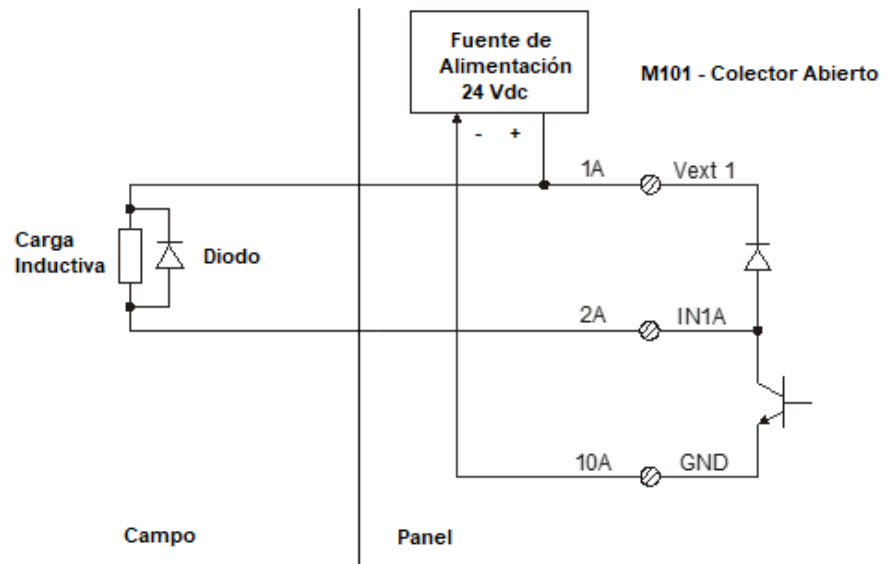 Fuente de
Alimentación
24 Vdc
M101 - Colector Abierto
- +
1A Vext 1
Carga
Inductiva
Diodo
2A IN1A
10A GND
Campo
Panel